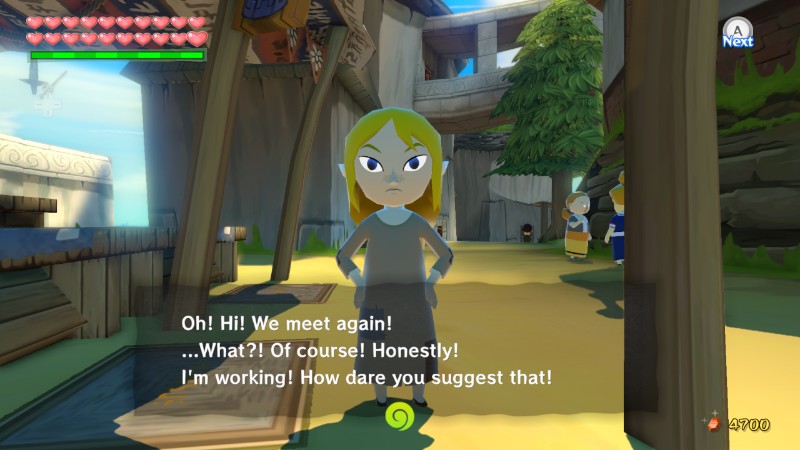 A
Next
Oh! Hi! We meet again!
...What?! Of course! Honestly!
I'm working! How dare you suggest that!
4700